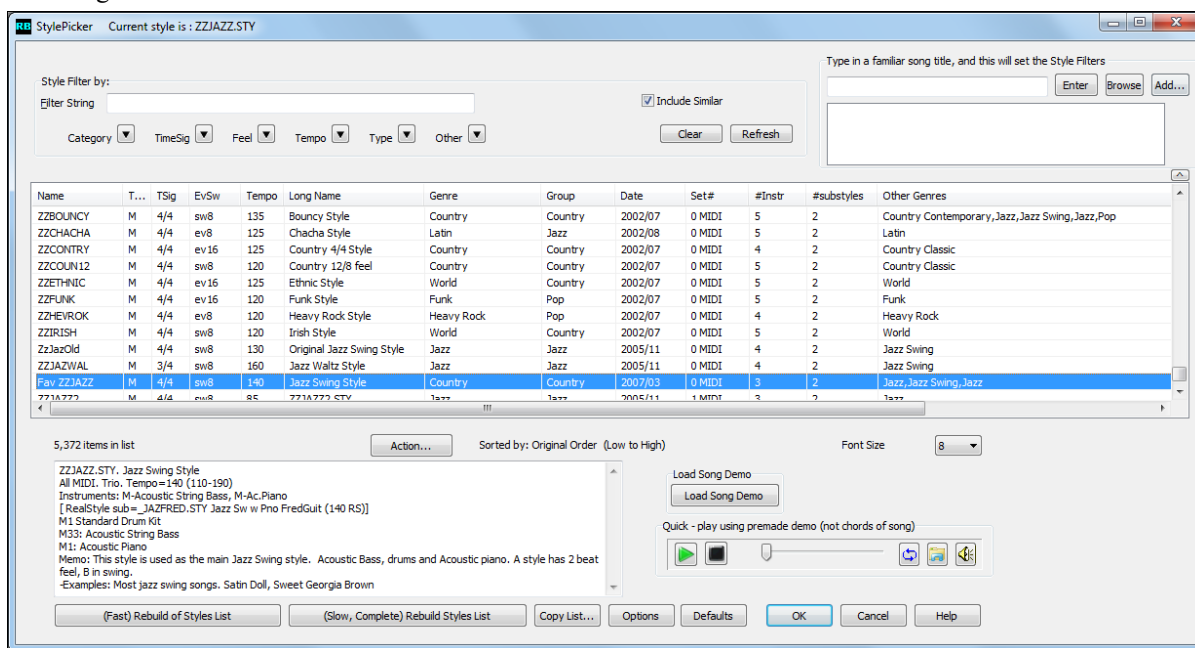 RB StylePicker Current style is : ZZJAZZ.STY
Type in a familiar song title, and this will set the Style Filters
Style Filter by:
Filter String
Include Similar
Enter Browse Add...
Category TimeSig Feel Tempo Type Other Clear Refresh
Name T... TSig EvSw Tempo Long Name Genre Group Date Set# #Instr #substyles Other Genres
ZZBOUNCY M 4/4 sw8 135 Bouncy Style Country Country 2002/07 0 MIDI 5 2 Country Contemporary,Jazz,Jazz Swing,Jazz,Pop
ZZCHACHA M 4/4 ev8 125 Chacha Style Latin Jazz 2002/08 0 MIDI 5 2 Latin
ZZCONTRY M 4/4 ev16 125 Country 4/4 Style Country Country 2002/07 0 MIDI 4 2 Country Classic
ZZCOUN12 M 4/4 sw8 120 Country 12/8 feel Country Country 2002/07 0 MIDI 5 2 Country Classic
ZZETHNIC M 4/4 ev16 125 Ethnic Style World Country 2002/07 0 MIDI 5 2 World
ZZFUNK M 4/4 ev16 120 Funk Style Funk Pop 2002/07 0 MIDI 5 2 Funk
ZZHEVROK M 4/4 ev8 120 Heavy Rock Style Heavy Rock Pop 2002/07 0 MIDI 4 2 Heavy Rock
ZZIRISH M 4/4 sw8 120 Irish Style World Country 2002/07 0 MIDI 5 2 World
ZzJazOld M 4/4 sw8 130 Original Jazz Swing Style Jazz Jazz 2005/11 0 MIDI 4 2 Jazz Swing
ZZJAZWAL M 3/4 sw8 160 Jazz Waltz Style Jazz Jazz 2005/11 0 MIDI 4 2 Jazz Swing
Fav ZZJAZZ M 4/4 sw8 140 Jazz Swing Style Country Country 2007/03 0 MIDI 3 2 Jazz,Jazz Swing,Jazz
ZZJAZZ2 M 4/4 sw8 85 ZZJAZZ2.STY Jazz Jazz 2005/11 1 MIDI 3 2 Jazz
5,372 items in list Action... Sorted by: Original Order (Low to High) Font Size 8
ZZJAZZ.STY. Jazz Swing Style
All MIDI. Trio. Tempo=140 (110-190)
Instruments: M-Acoustic String Bass, M-Ac.Piano
[ RealStyle sub=_JAZFRED.STY Jazz Sw w Pno FredGuit (140 RS)]
M1 Standard Drum Kit
M33: Acoustic String Bass
M1: Acoustic Piano
Memo: This style is used as the main Jazz Swing style. Acoustic Bass, drums and Acoustic piano. A style has 2 beat
feel, B in swing.
-Examples: Most jazz swing songs. Satin Doll, Sweet Georgia Brown
Load Song Demo
Load Song Demo
Quick - play using premade demo (not chords of song)
(Fast) Rebuild of Styles List (Slow, Complete) Rebuild Styles List Copy List... Options Defaults OK Cancel Help